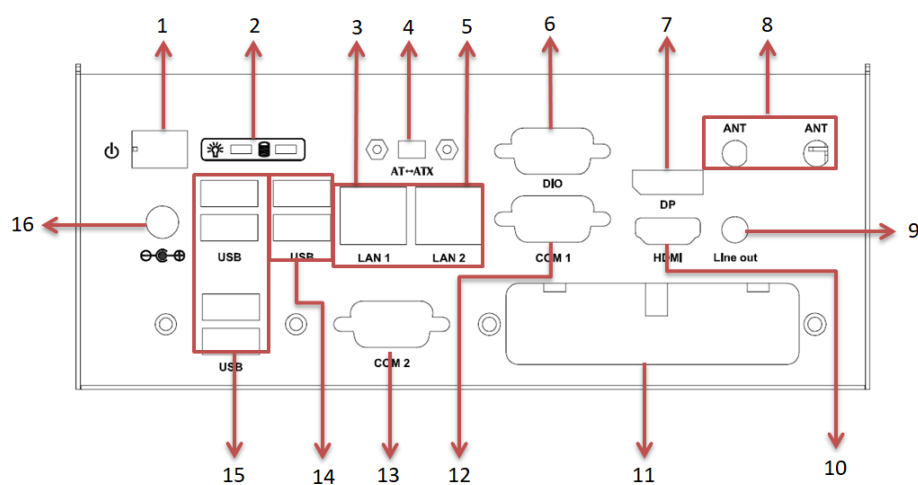 1 2 3 4 5 6 7 8
ANT ANT
AT↔ATX
DIO
DP
16
9
USB USB LAN 1 LAN 2 COM 1 HDMI Line out
COM 2
USB
15 14 13 12 11 10